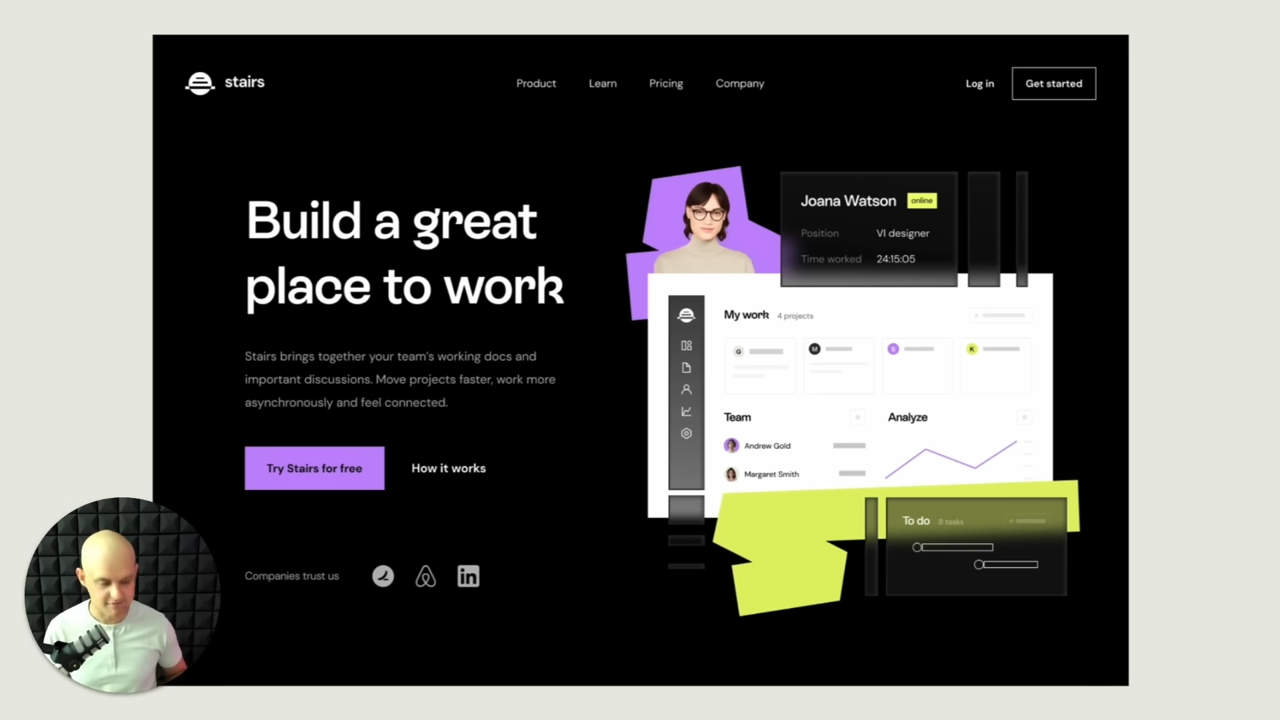 stairs
Product
Learn
Pricing
Company
Log in
Get started
Build a great
place to work
Stairs brings together your team's working docs and
important discussions. Move projects faster, work more
asynchronously and feel connected.
Try Stairs for free
How it works
Companies trust us
in
Joana Watson
online
Position
VI designer
Time worked
24:15:05
My work
4 projects
G
M
S
K
Team
Analyze
Andrew Gold
Margaret Smith
To do
8 tasks